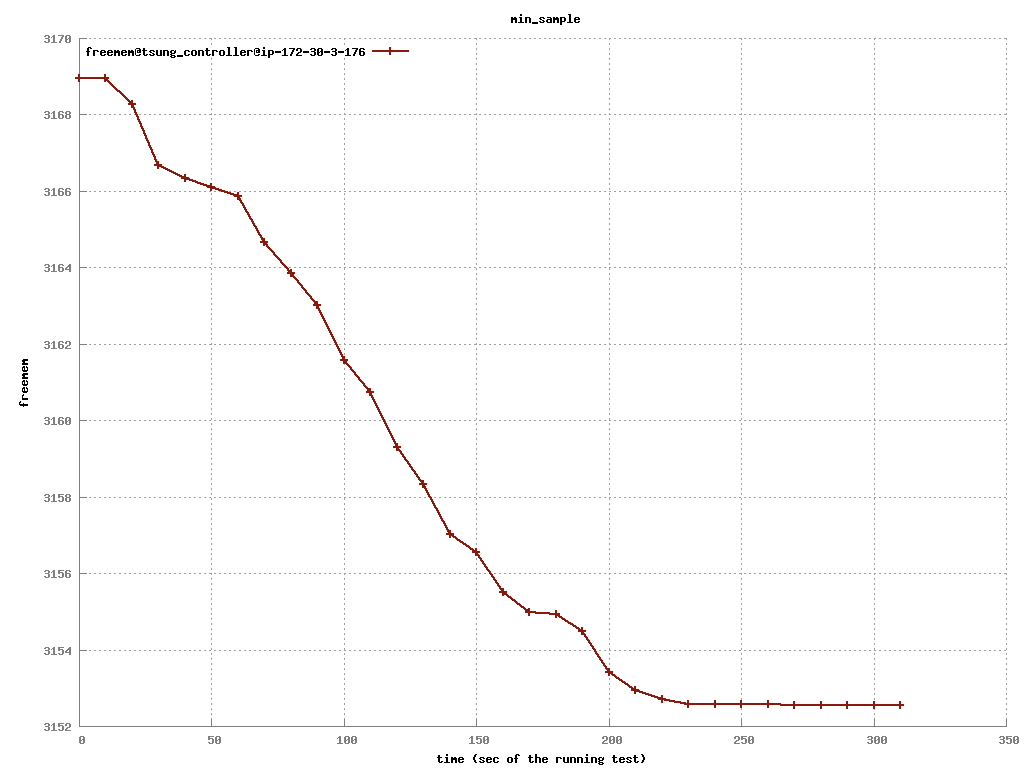 min_sample
3170
freemem@tsung_controller@ip-172-30-3-176
3168
3166
3164
3162
freemem
3160
3158
3156
3154
3152
0 50 100 150 200 250 300 350
time (sec of the running test)